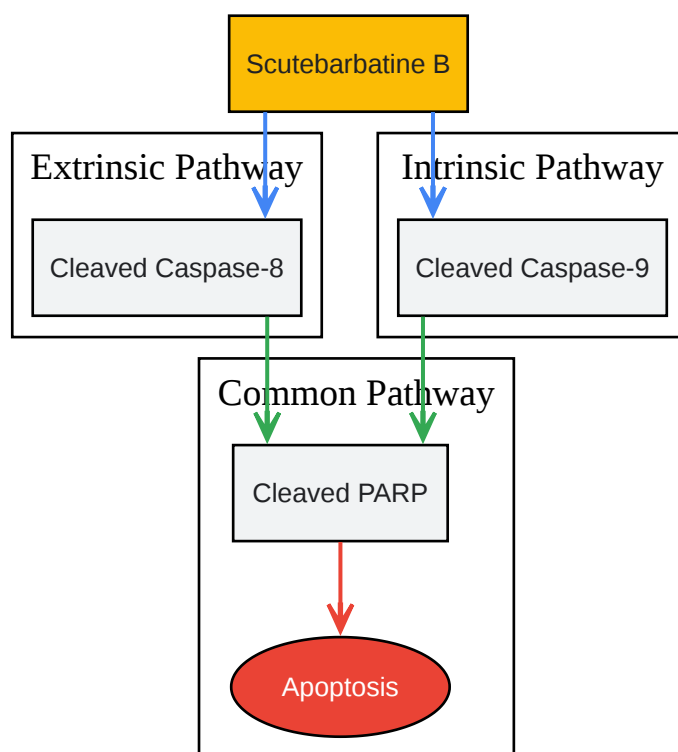 Scutebarbatine B
Extrinsic Pathway
Intrinsic Pathway
Cleaved Caspase-8
Cleaved Caspase-9
Common Pathway
Cleaved PARP
Apoptosis